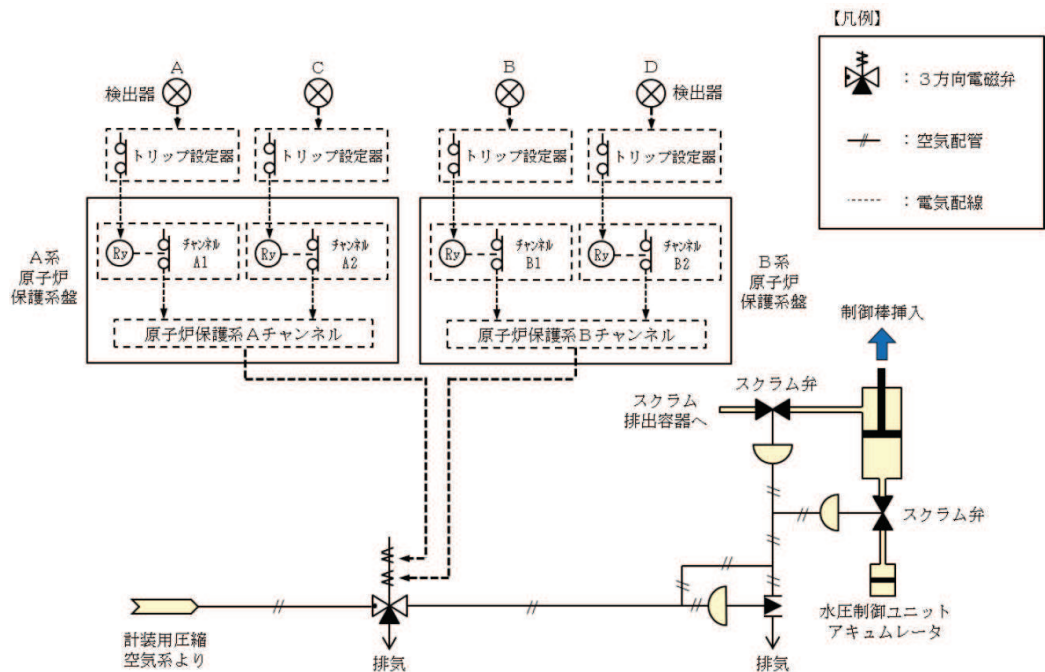 【凡例】
：３方向電磁弁
：空気配管
：電気配線
A
C
B
D
検出器
検出器
トリップ設定器
トリップ設定器
トリップ設定器
トリップ設定器
A系
原子炉
保護系盤
Ry
チャンネル
A1
Ry
チャンネル
A2
Ry
チャンネル
B1
Ry
チャンネル
B2
B系
原子炉
保護系盤
原子炉保護系Aチャンネル
原子炉保護系Bチャンネル
制御棒挿入
スクラム弁
スクラム
排出容器へ
スクラム弁
水圧制御ユニット
アキュムレータ
計装用圧縮
空気系より
排気
排気